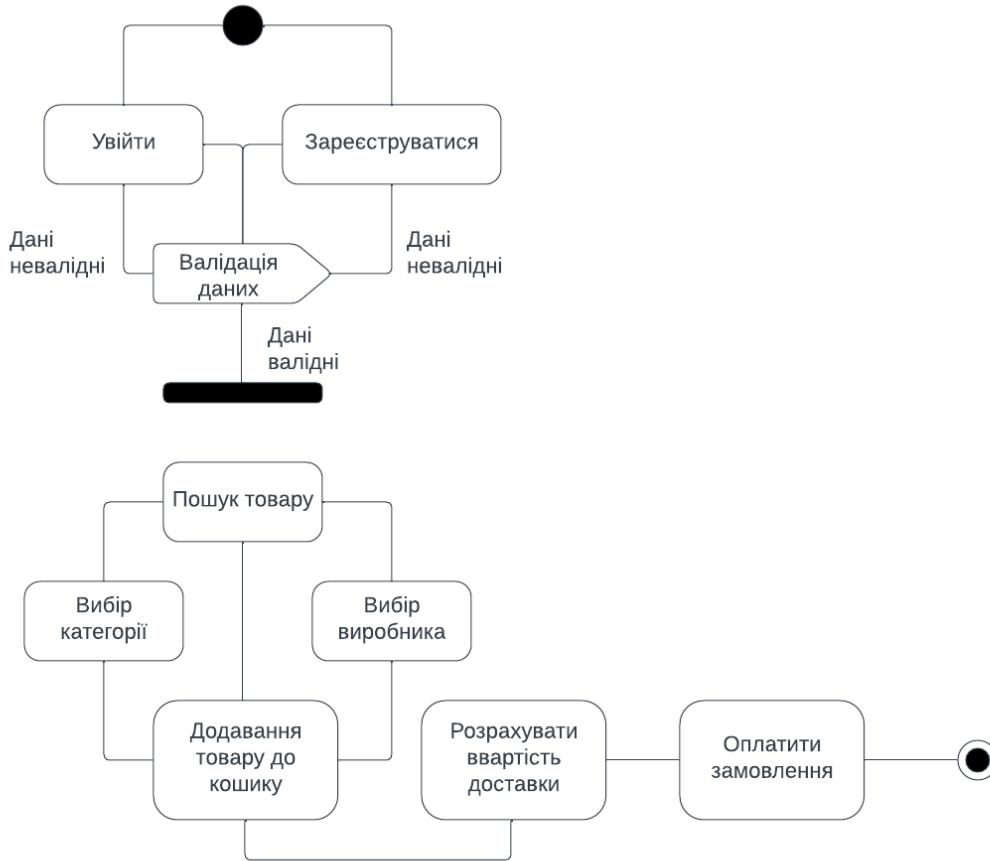 Увійти
Зареєструватися
Дані
невалідні
Валідація
даних
Дані
невалідні
Дані
валідні
Пошук товару
Вибір
категорії
Вибір
виробника
Додавання
товару до
кошику
Розрахувати
ввартість
доставки
Оплатити
замовлення